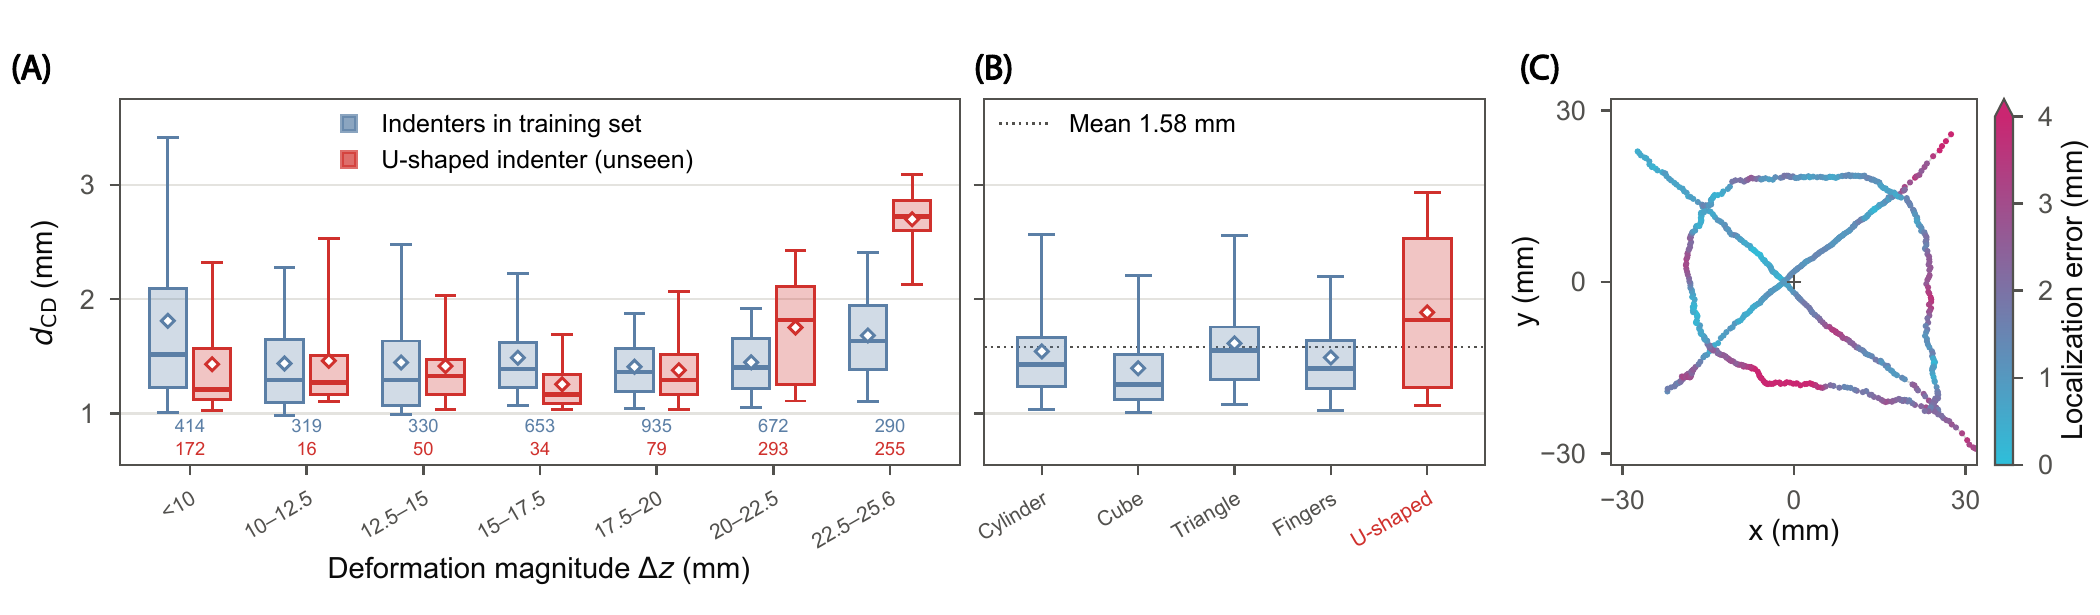 (A)
(B)
(C)
Indenters in training set
U-shaped indenter (unseen)
Mean 1.58 mm
3
2
1
d_CD (mm)
414 319 330 653 935 672 290
172 16 50 34 79 293 255
<10 10–12.5 12.5–15 15–17.5 17.5–20 20–22.5 22.5–25.6
Deformation magnitude Δz (mm)
Cylinder Cube Triangle Fingers U-shaped
30
0
−30
y (mm)
−30 0 30
x (mm)
4
3
2
1
0
Localization error (mm)